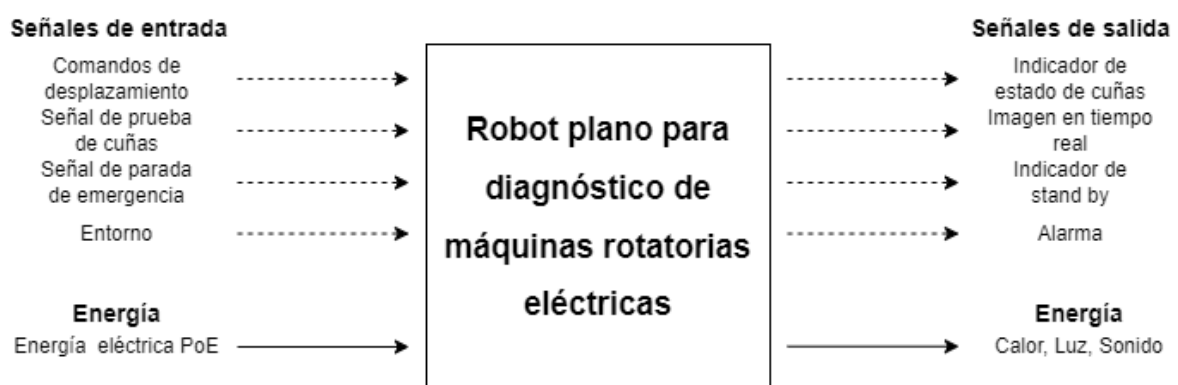 Señales de entrada
Comandos de
desplazamiento
Señal de prueba
de cuñas
Señal de parada
de emergencia
Entorno
Energía
Energía eléctrica PoE
Robot plano para
diagnóstico de
máquinas rotatorias
eléctricas
Señales de salida
Indicador de
estado de cuñas
Imagen en tiempo
real
Indicador de
stand by
Alarma
Energía
Calor, Luz, Sonido